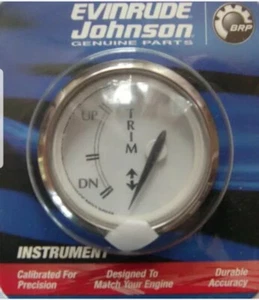 EVINRUDE
Johnson
GENUINE PARTS
BRP
UP
TRIM
DN
INSTRUMENT
Calibrated For
Precision
Designed To
Match Your Engine
Durable
Accuracy